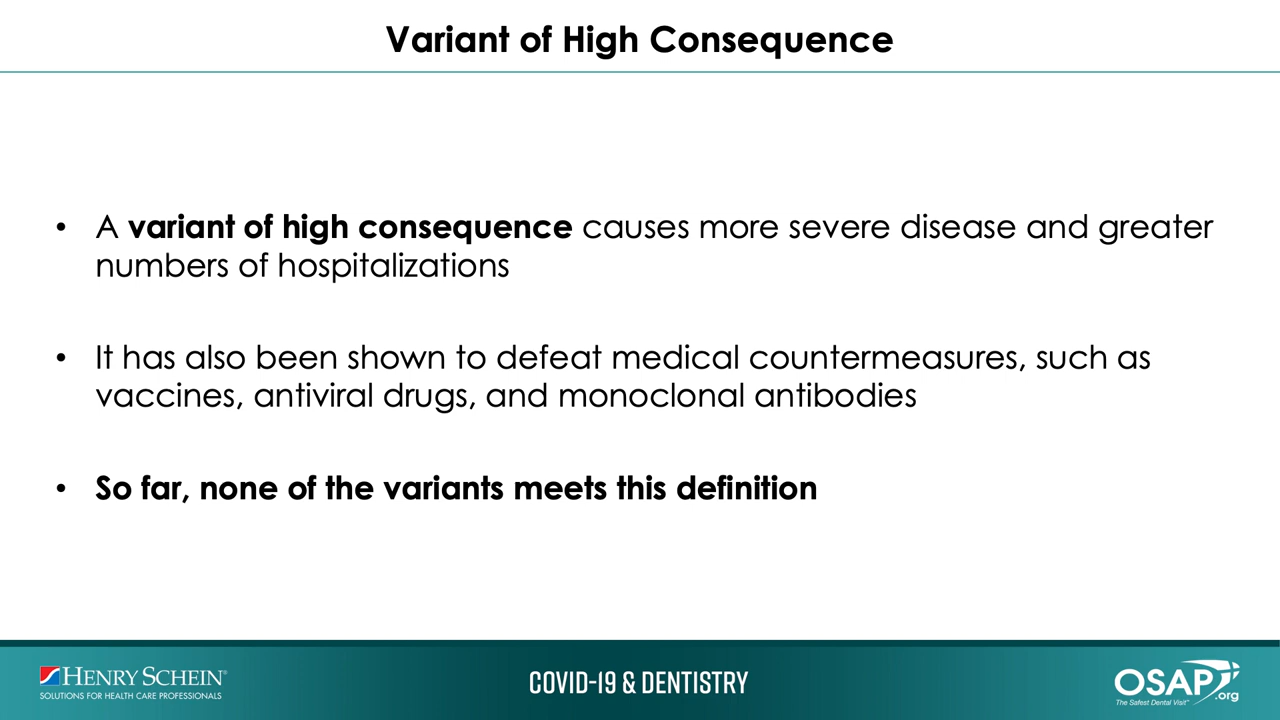 Variant of High Consequence
• A variant of high consequence causes more severe disease and greater
numbers of hospitalizations
• It has also been shown to defeat medical countermeasures, such as
vaccines, antiviral drugs, and monoclonal antibodies
• So far, none of the variants meets this definition
HENRY SCHEIN®
SOLUTIONS FOR HEALTH CARE PROFESSIONALS
COVID-19 & DENTISTRY
OSAP.org
The Safest Dental Visit™